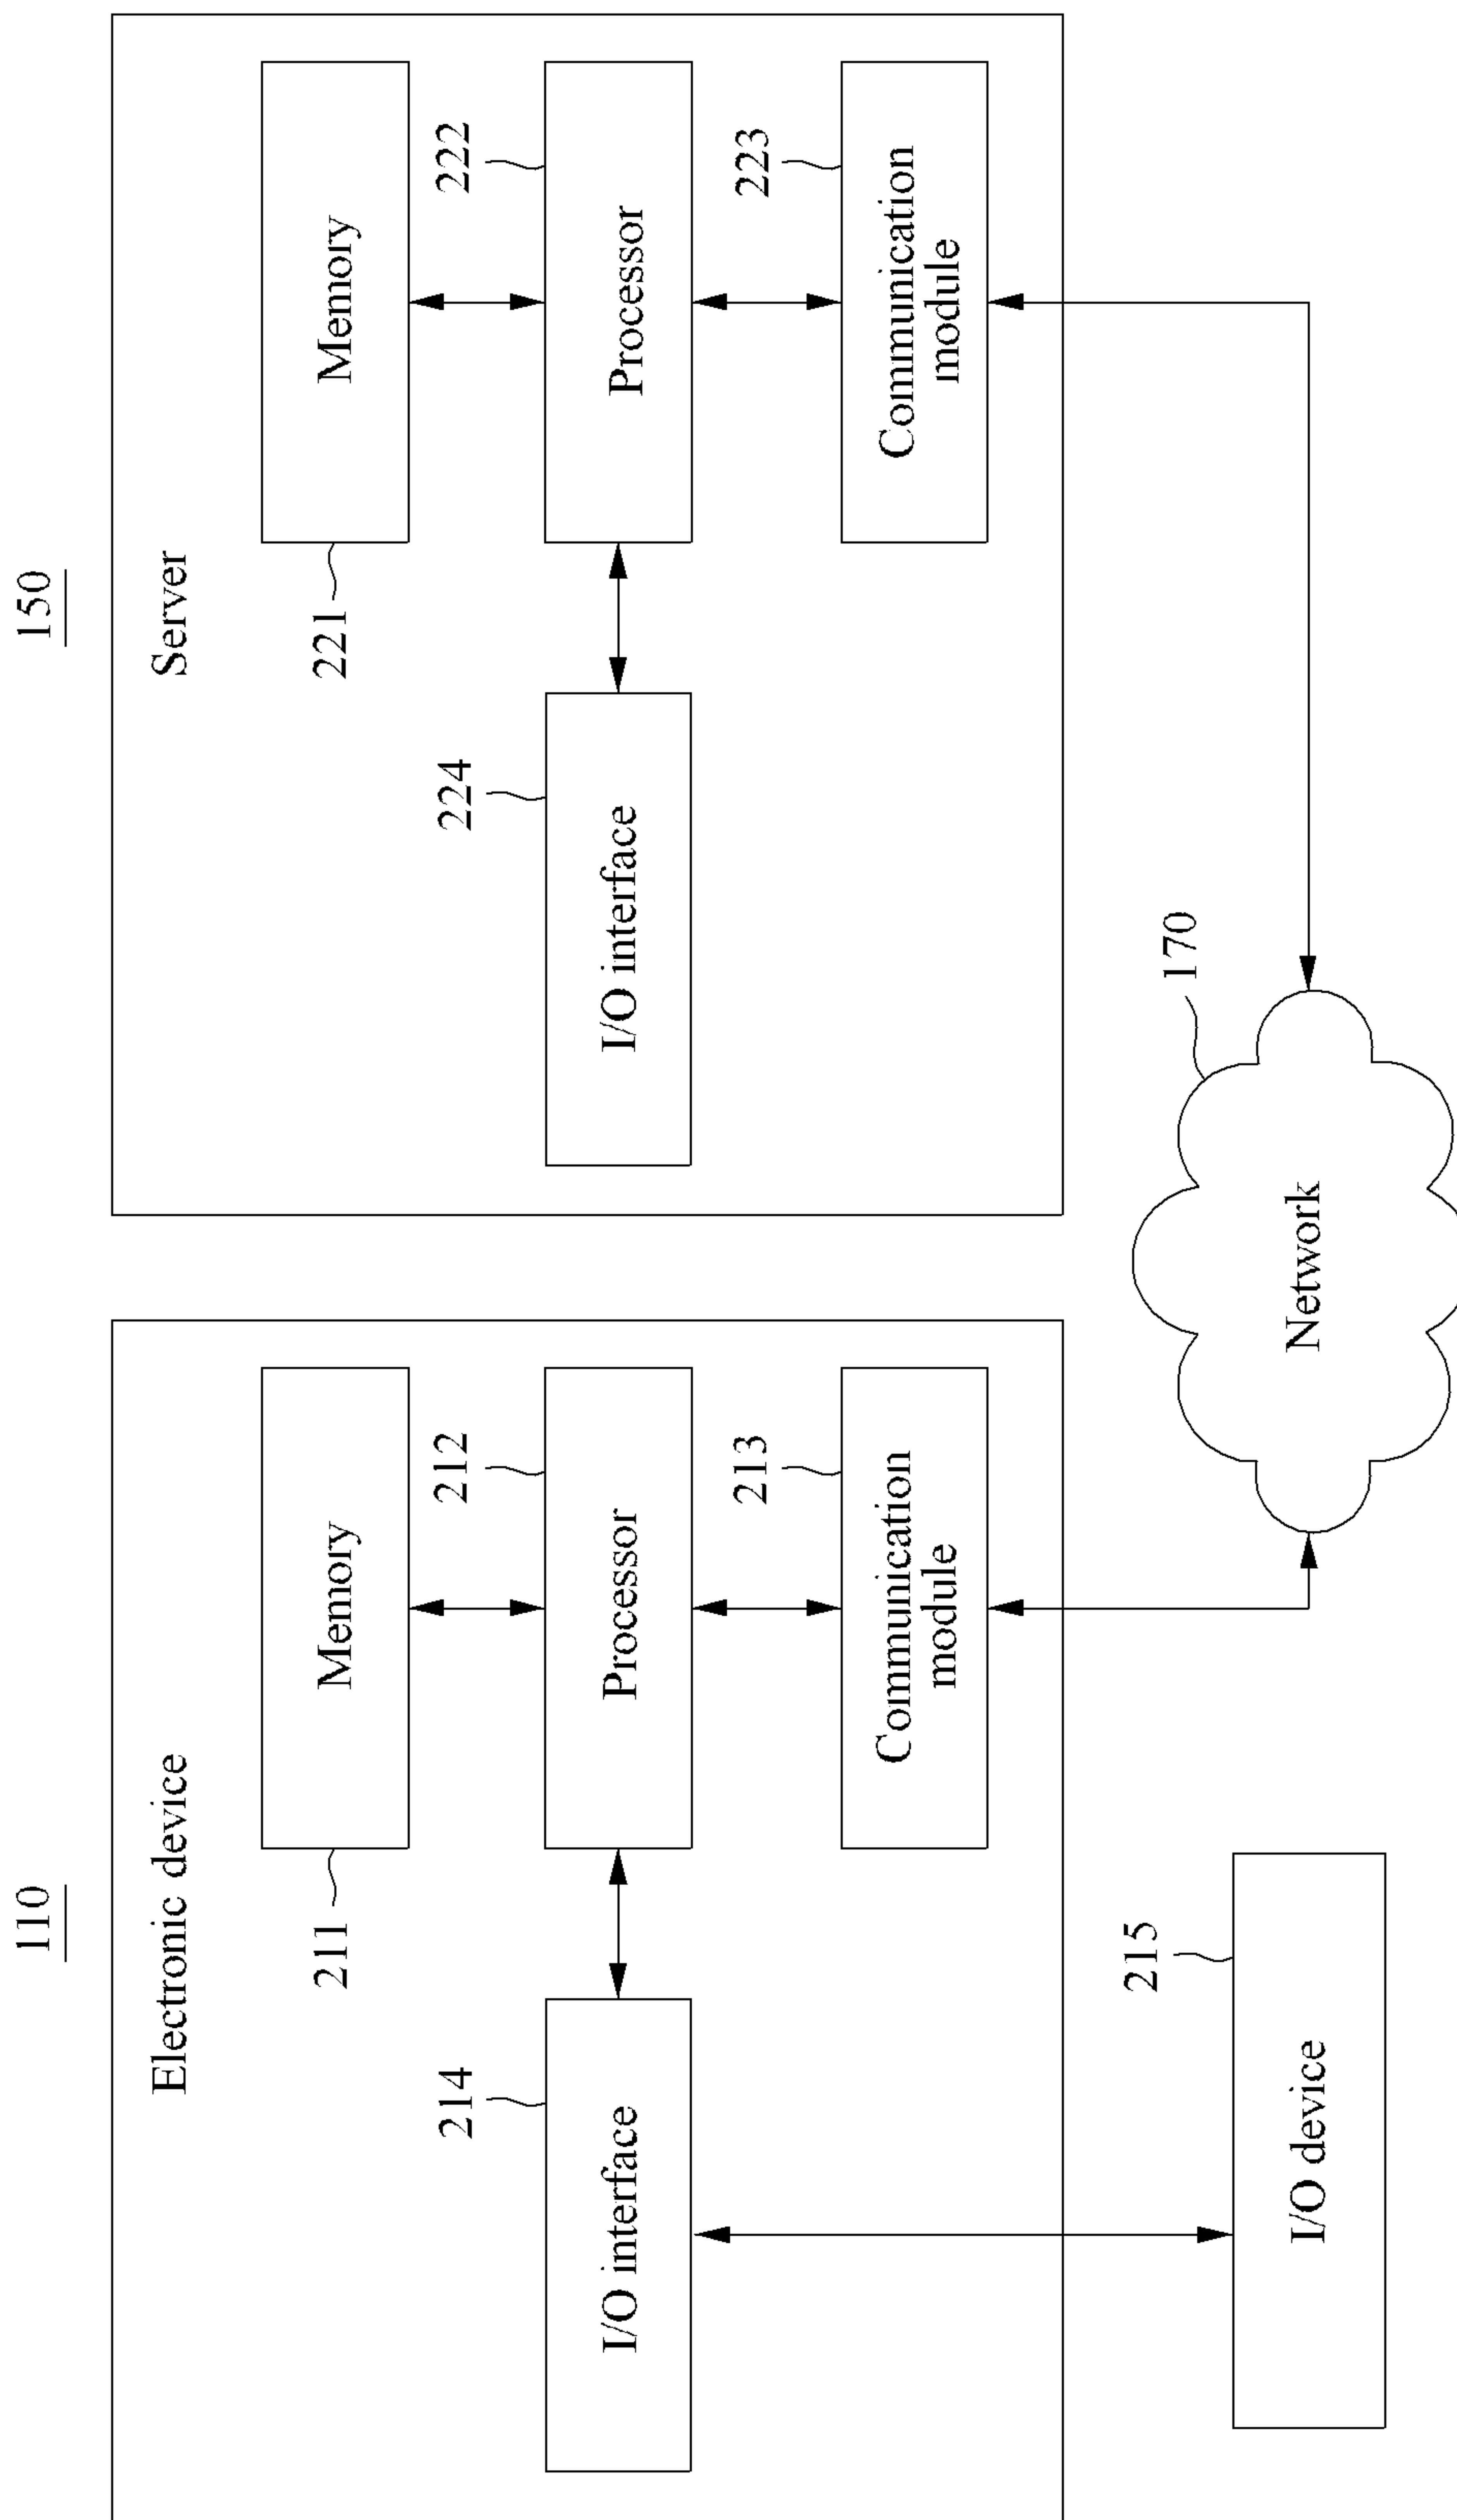 110
Electronic device
211
Memory
212
Processor
213
Communication
module
214
I/O interface
215
I/O device
150
Server
221
Memory
222
Processor
223
Communication
module
224
I/O interface
170
Network